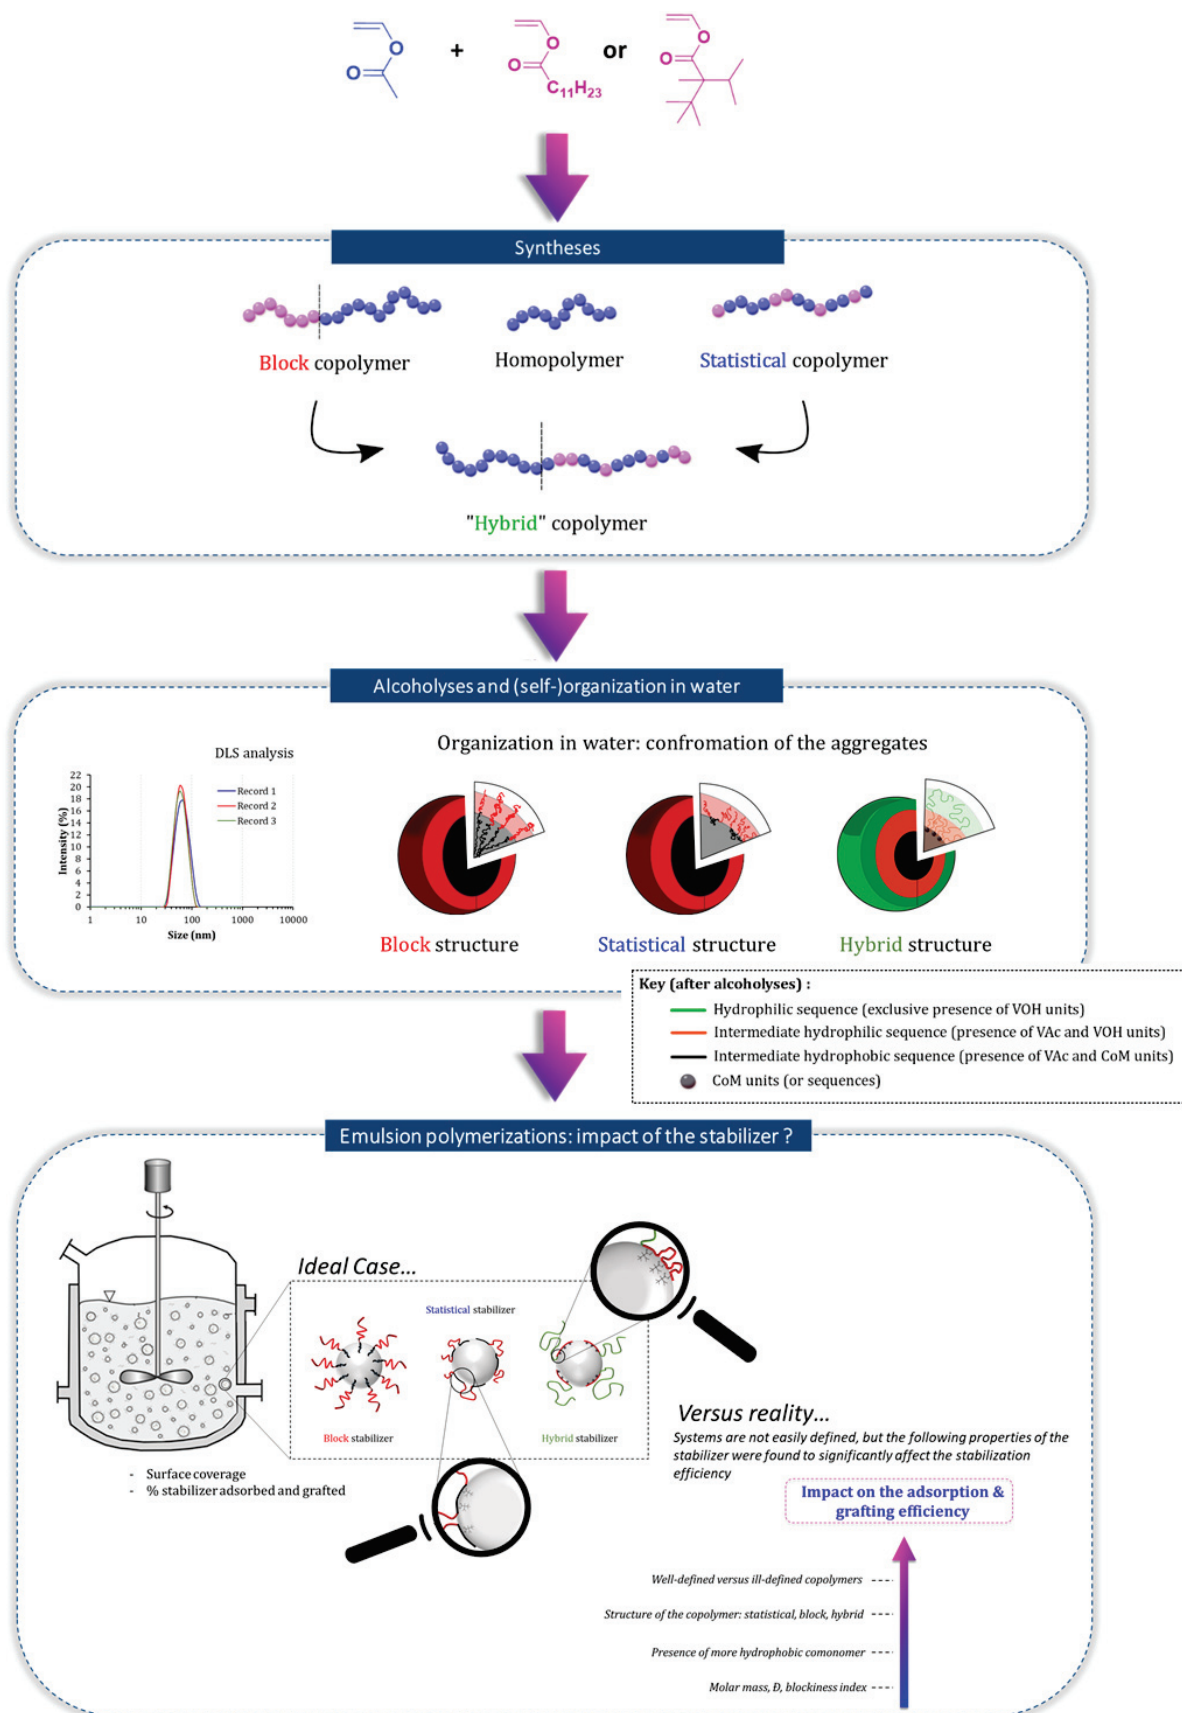 O
O
+
O
O
C11H23
or
O
O
Syntheses
Block copolymer
Homopolymer
Statistical copolymer
"Hybrid" copolymer
Alcoholyses and (self-)organization in water
Organization in water: confromation of the aggregates
DLS analysis
Intensity (%)
22
20
18
16
14
12
10
8
6
4
2
0
Record 1
Record 2
Record 3
1
10
100
1000
10000
Size (nm)
Block structure
Statistical structure
Hybrid structure
Key (after alcoholyses) :
Hydrophilic sequence (exclusive presence of VOH units)
Intermediate hydrophilic sequence (presence of VAc and VOH units)
Intermediate hydrophobic sequence (presence of VAc and CoM units)
CoM units (or sequences)
Emulsion polymerizations: impact of the stabilizer ?
Ideal Case...
Statistical stabilizer
Block stabilizer
Hybrid stabilizer
- Surface coverage
- % stabilizer adsorbed and grafted
Versus reality...
Systems are not easily defined, but the following properties of the
stabilizer were found to significantly affect the stabilization
efficiency
Impact on the adsorption &
grafting efficiency
Well-defined versus ill-defined copolymers
Structure of the copolymer: statistical, block, hybrid
Presence of more hydrophobic comonomer
Molar mass, Đ, blockiness index